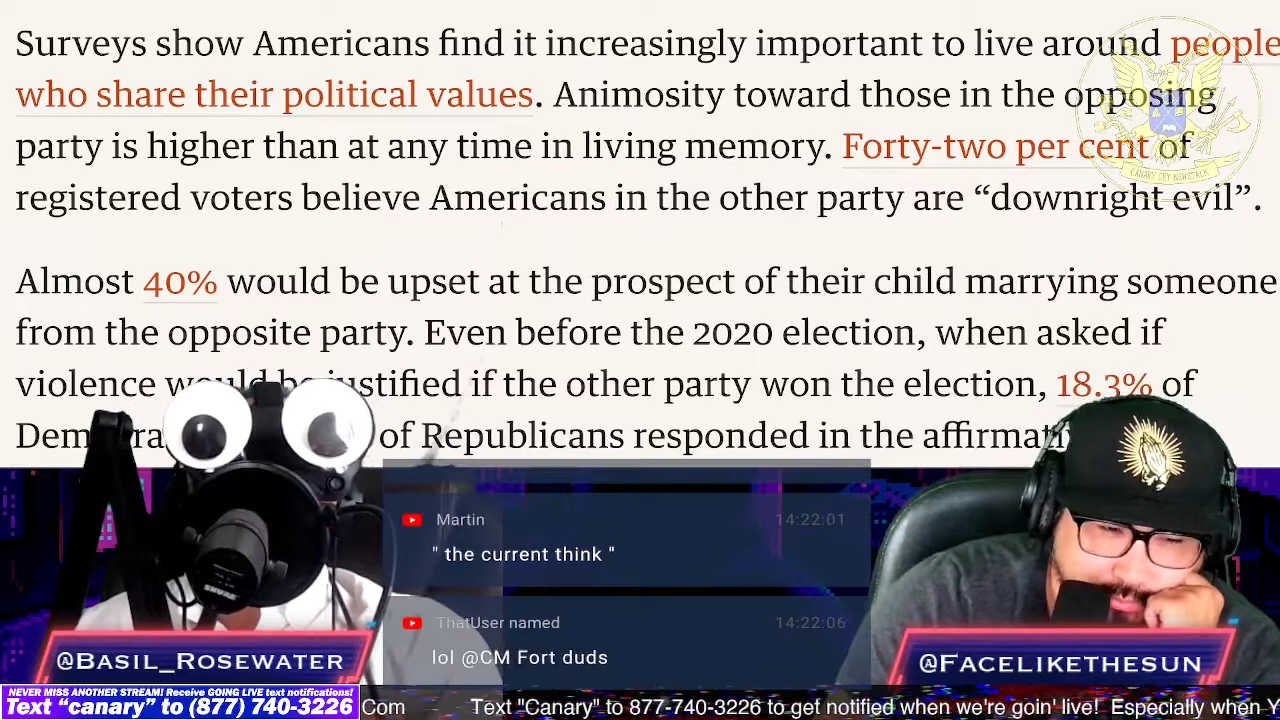 Surveys show Americans find it increasingly important to live around people
who share their political values. Animosity toward those in the opposing
party is higher than at any time in living memory. Forty-two per cent of
registered voters believe Americans in the other party are “downright evil”.
Almost 40% would be upset at the prospect of their child marrying someone
from the opposite party. Even before the 2020 election, when asked if
violence would be justified if the other party won the election, 18.3% of
of Republicans responded in the
CANARY CRY NEWS TALK
Martin 14:22:01
" the current think "
ThatUser named 14:22:06
lol @CM Fort duds
SHURE
@BASIL_ROSEWATER
@FACELIKETHESUN
NEVER MISS ANOTHER STREAM! Receive GOING LIVE text notifications!
Text “canary” to (877) 740-3226
Com Text "Canary" to 877-740-3226 to get notified when we're goin' live! Especially when Y